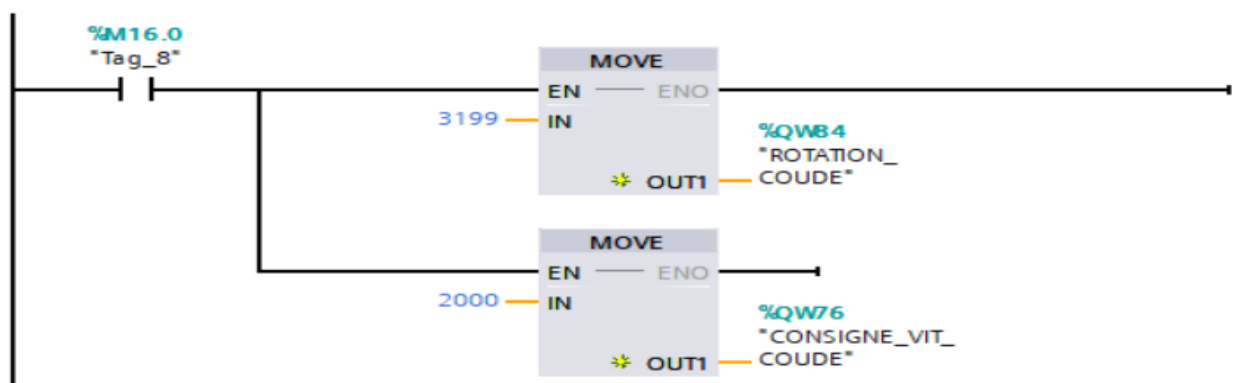 %M16.0
"Tag_8"
MOVE
EN ENO
3199 IN
%QW84
"ROTATION_
COUDE"
OUT1
MOVE
EN ENO
2000 IN
%QW76
"CONSIGNE_VIT_
COUDE"
OUT1